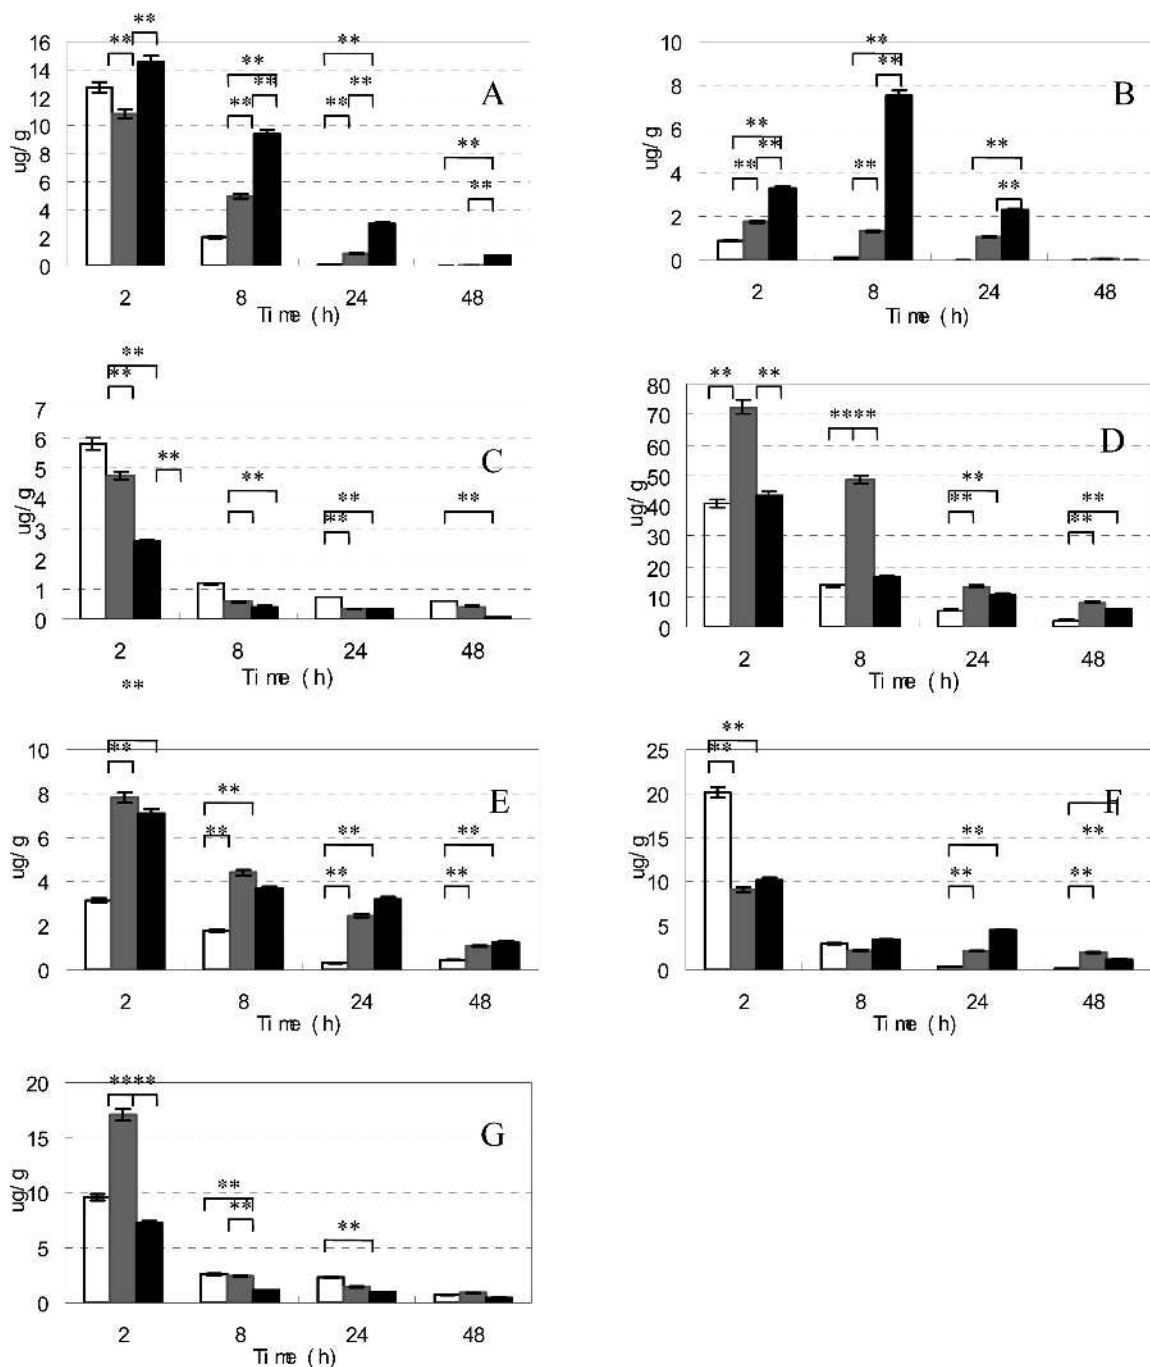 ** **
16
14
12
10
8
6
4
2
0
ug/g
** ** ** ** ** ** ** **
A
2 8 24 48
Time (h)
10
8
6
4
2
0
ug/g
** ** ** ** ** ** ** **
B
2 8 24 48
Time (h)
** **
7
6
5
4
3
2
1
0
ug/g
** ** ** ** **
C
2 8 24 48
Time (h)
80
70
60
50
40
30
20
10
0
ug/g
** ** **** ** ** ** **
D
2 8 24 48
Time (h)
**
10
8
6
4
2
0
ug/g
** ** ** ** ** ** **
E
2 8 24 48
Time (h)
25
20
15
10
5
0
ug/g
** ** ** ** ** **
F
2 8 24 48
Time (h)
20
15
10
5
0
ug/g
**** ** ** **
G
2 8 24 48
Time (h)